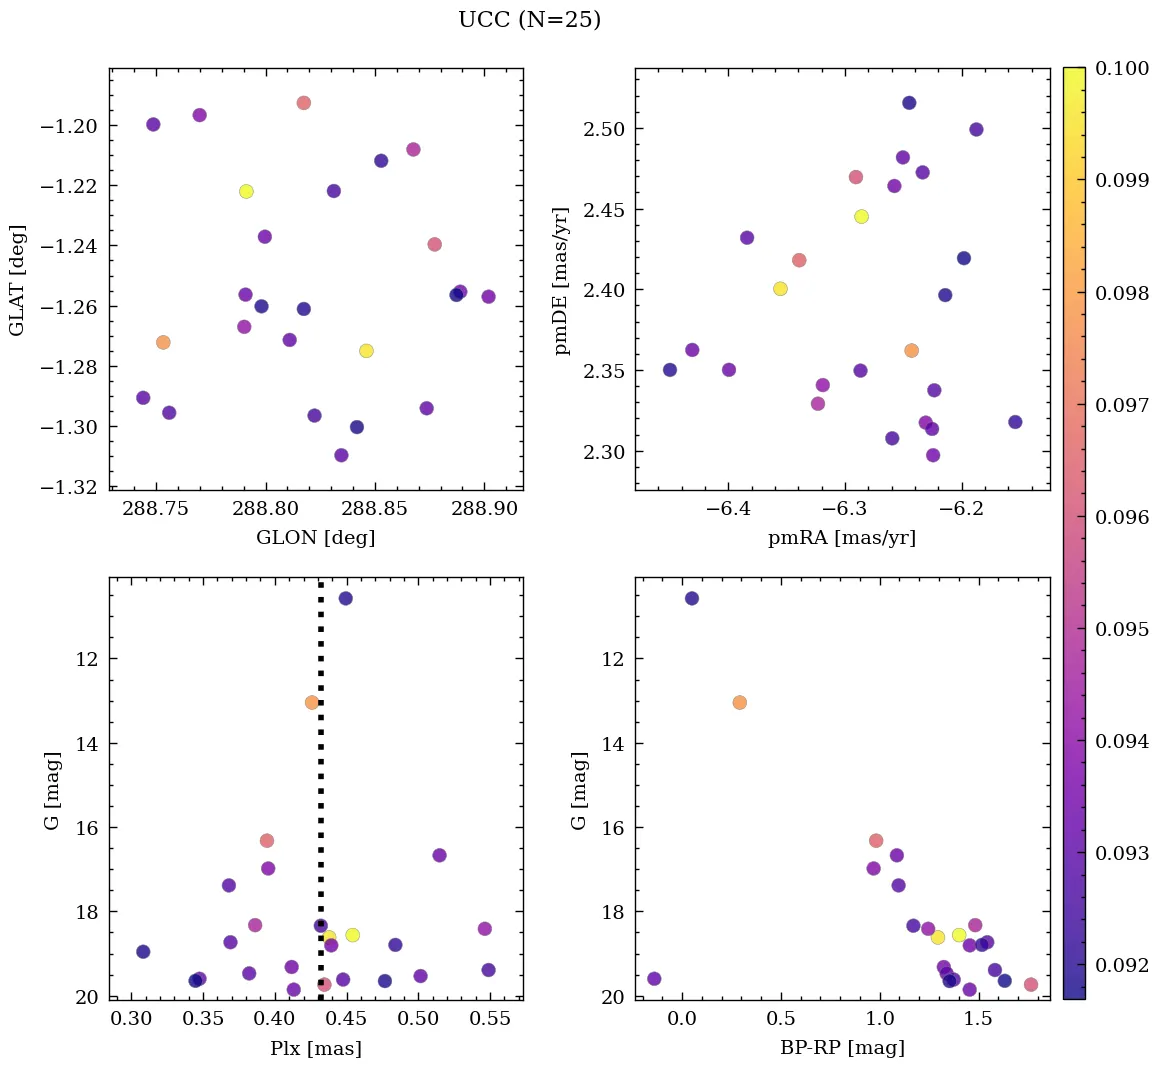 UCC (N=25)
−1.20
−1.22
−1.24
−1.26
−1.28
−1.30
−1.32
GLAT [deg]
288.75 288.80 288.85 288.90
GLON [deg]
2.50
2.45
2.40
2.35
2.30
pmDE [mas/yr]
−6.4 −6.3 −6.2
pmRA [mas/yr]
12
14
16
18
20
G [mag]
0.30 0.35 0.40 0.45 0.50 0.55
Plx [mas]
12
14
16
18
20
G [mag]
0.0 0.5 1.0 1.5
BP-RP [mag]
0.100
0.099
0.098
0.097
0.096
0.095
0.094
0.093
0.092